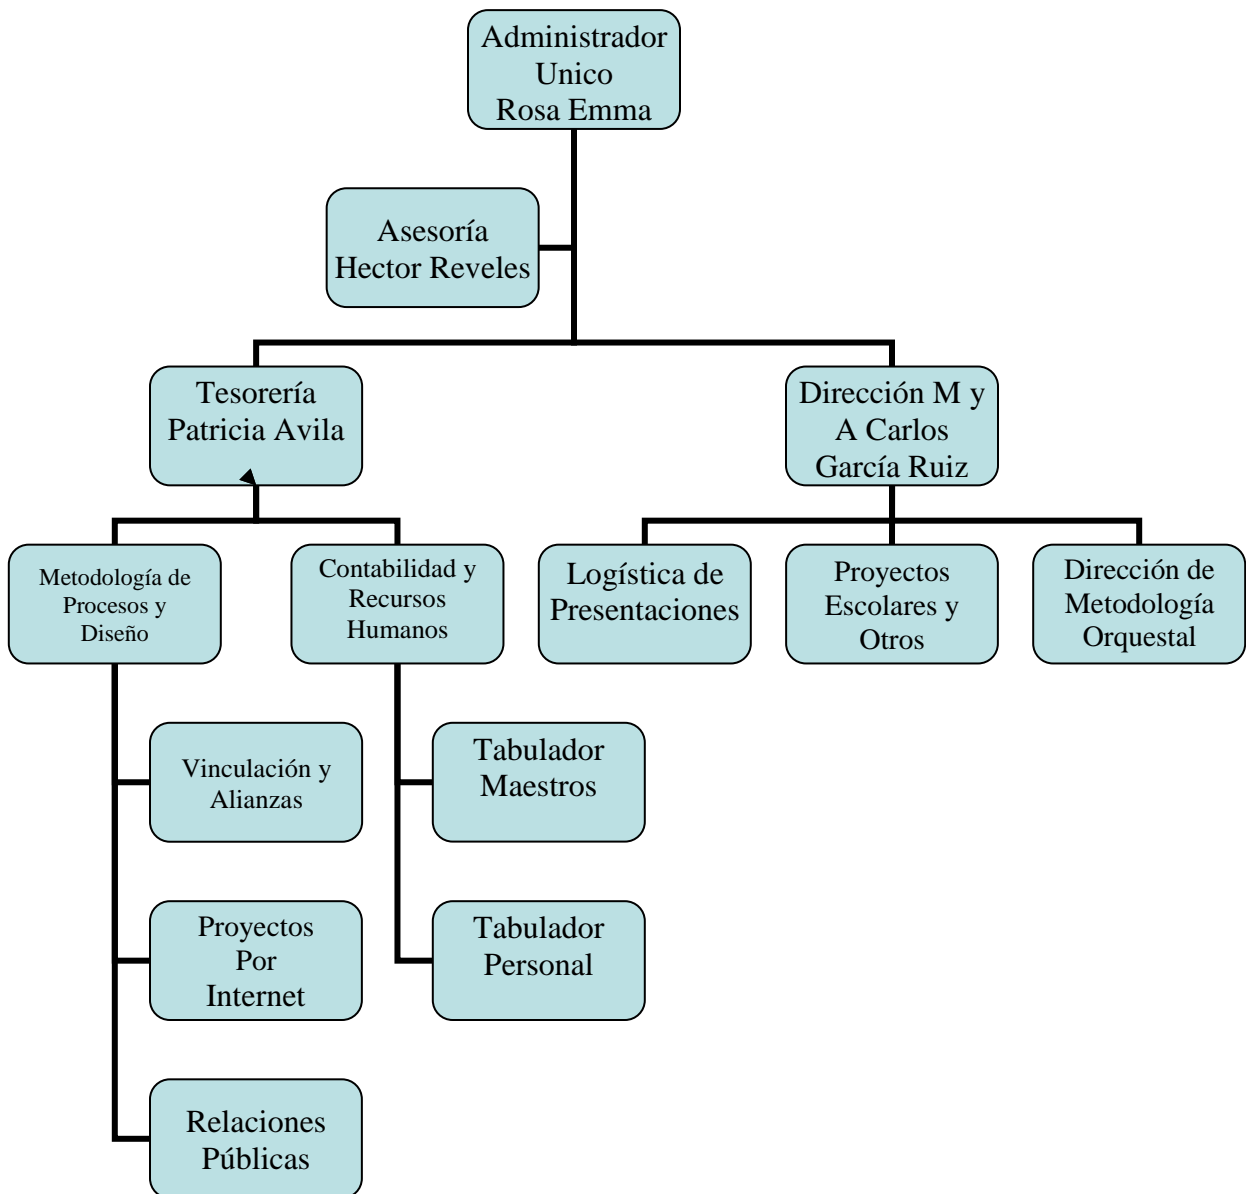 Administrador
Unico
Rosa Emma
Asesoría
Hector Reveles
Tesorería
Patricia Avila
Dirección M y
A Carlos
García Ruiz
Metodología de
Procesos y
Diseño
Contabilidad y
Recursos
Humanos
Logística de
Presentaciones
Proyectos
Escolares y
Otros
Dirección de
Metodología
Orquestal
Vinculación y
Alianzas
Tabulador
Maestros
Proyectos
Por
Internet
Tabulador
Personal
Relaciones
Públicas